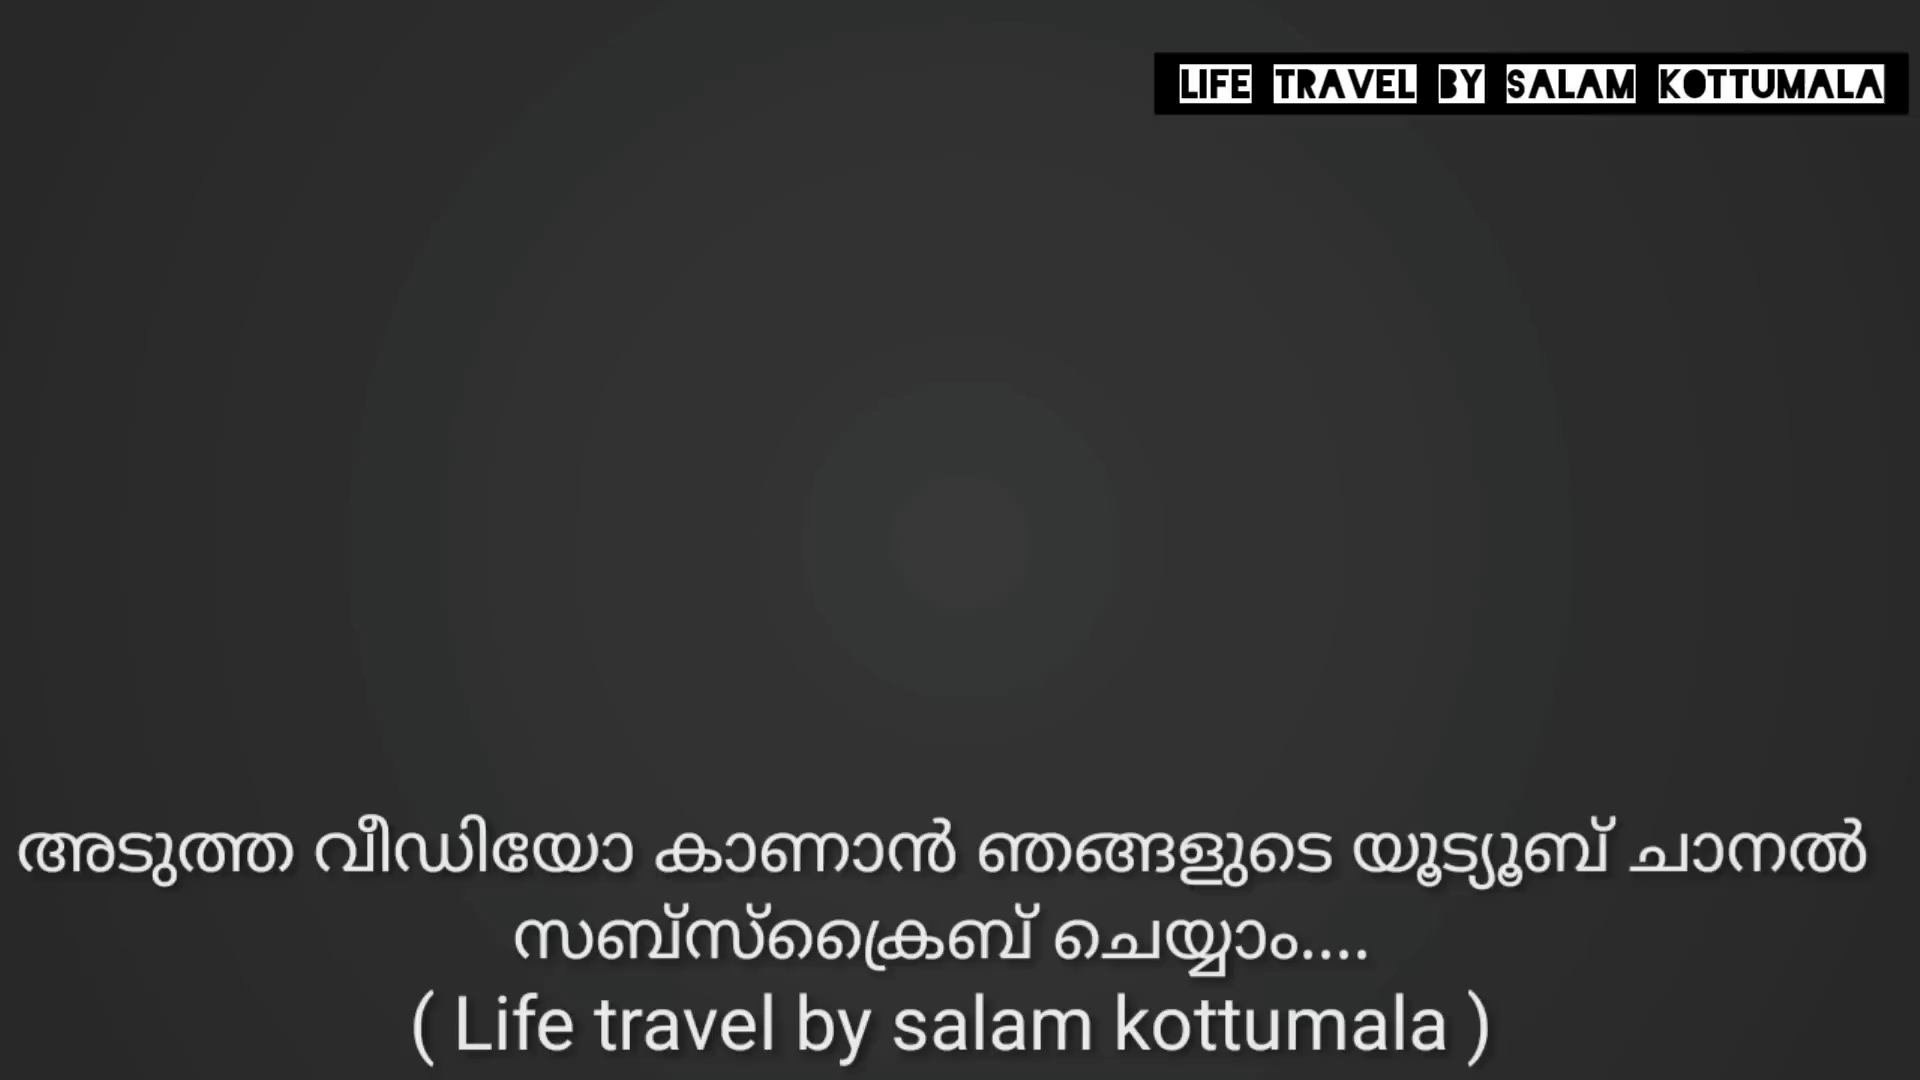 LIFE TRAVEL BY SALAM KOTTUMALA
അടുത്ത വീഡിയോ കാണാൻ ഞങ്ങളുടെ യൂട്യൂബ് ചാനൽ
സബ്സ്ക്രൈബ് ചെയ്യാം....
( Life travel by salam kottumala )